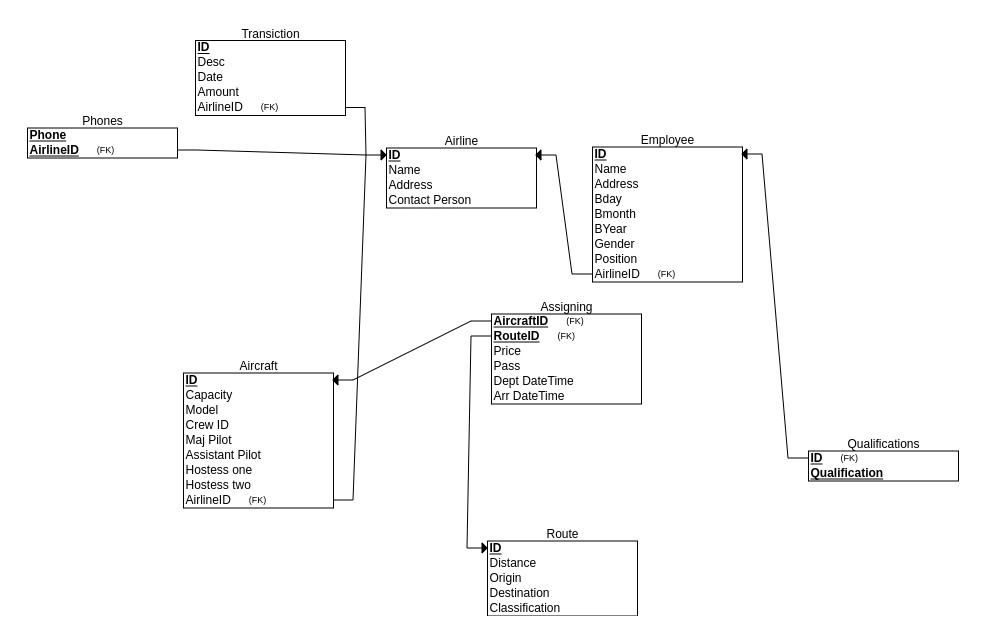 Transiction
ID
Desc
Date
Amount
AirlineID (FK)
Phones
Phone
AirlineID (FK)
Airline
ID
Name
Address
Contact Person
Employee
ID
Name
Address
Bday
Bmonth
BYear
Gender
Position
AirlineID (FK)
Assigning
AircraftID (FK)
RouteID (FK)
Price
Pass
Dept DateTime
Arr DateTime
Aircraft
ID
Capacity
Model
Crew ID
Maj Pilot
Assistant Pilot
Hostess one
Hostess two
AirlineID (FK)
Qualifications
ID (FK)
Qualification
Route
ID
Distance
Origin
Destination
Classification